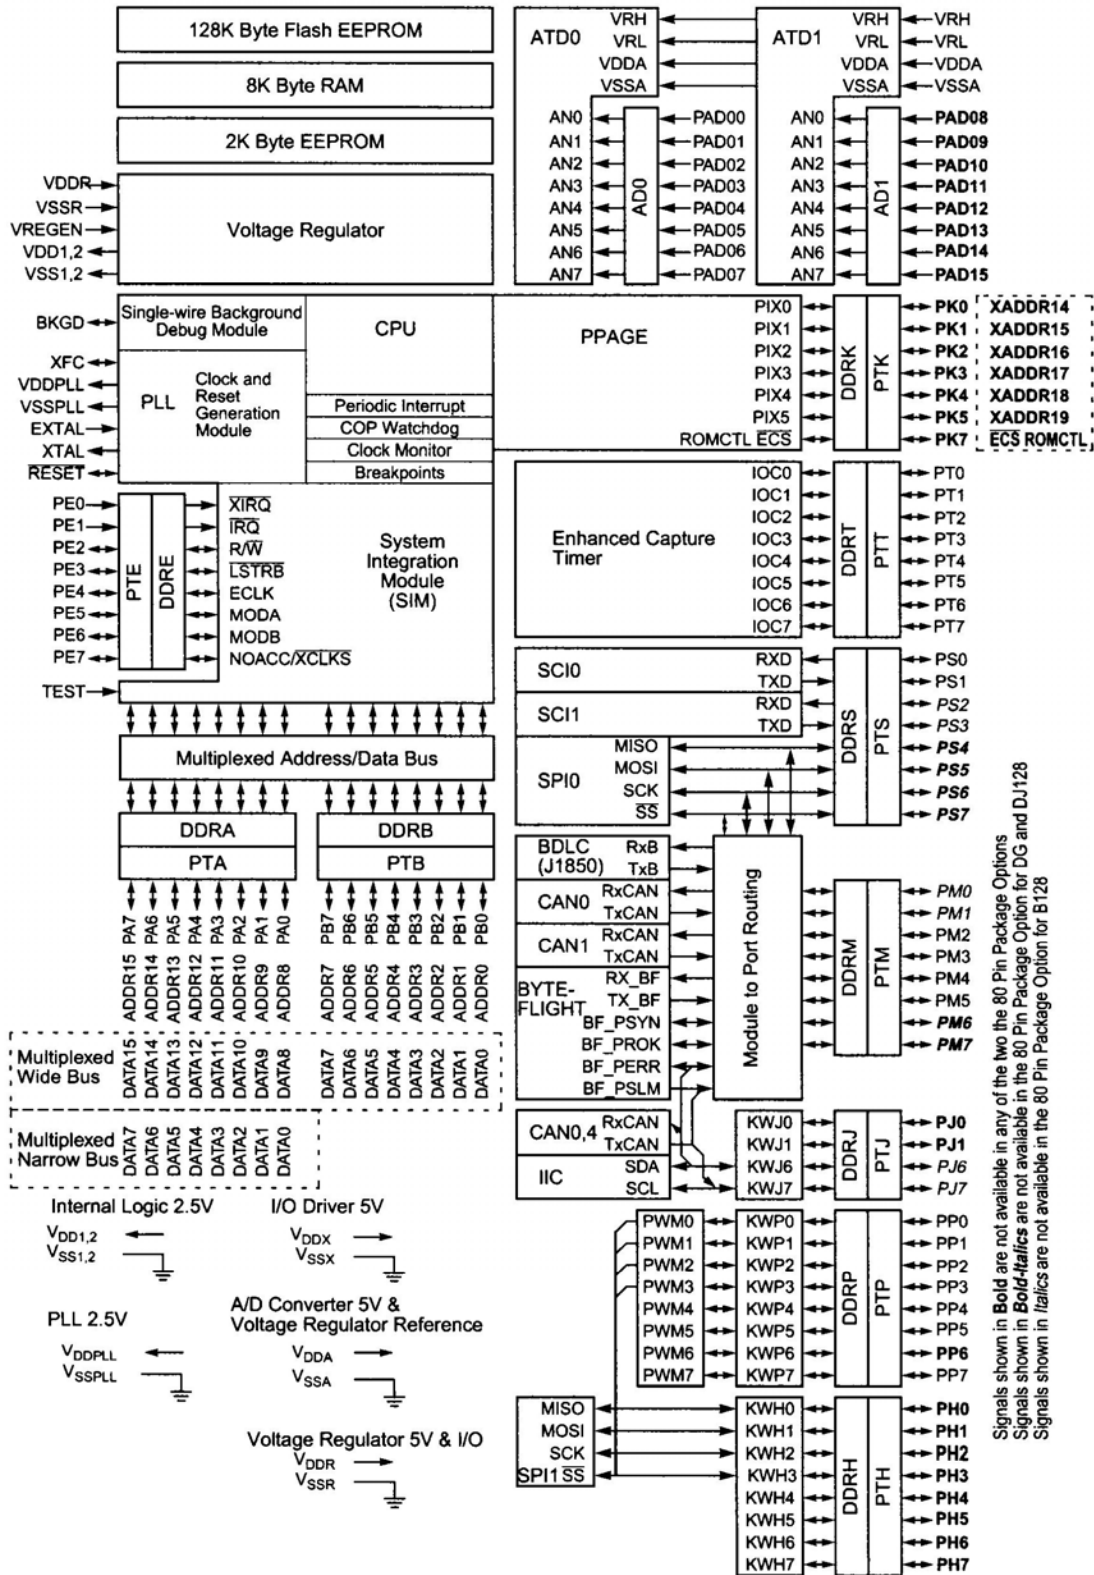 128K Byte Flash EEPROM
8K Byte RAM
2K Byte EEPROM
VDDR
VSSR
VREGEN
VDD1,2
VSS1,2
Voltage Regulator
ATD0
VRH
VRL
VDDA
VSSA
AN0 PAD00
AN1 PAD01
AN2 PAD02
AN3 PAD03
AN4 PAD04
AN5 PAD05
AN6 PAD06
AN7 PAD07
AD0
ATD1
VRH VRH
VRL VRL
VDDA VDDA
VSSA VSSA
AN0 PAD08
AN1 PAD09
AN2 PAD10
AN3 PAD11
AN4 PAD12
AN5 PAD13
AN6 PAD14
AN7 PAD15
AD1
BKGD
XFC
VDDPLL
VSSPLL
EXTAL
XTAL
RESET
Single-wire Background
Debug Module
CPU
PLL
Clock and
Reset
Generation
Module
Periodic Interrupt
COP Watchdog
Clock Monitor
Breakpoints
PPAGE
PIX0 PK0 XADDR14
PIX1 PK1 XADDR15
PIX2 PK2 XADDR16
PIX3 PK3 XADDR17
PIX4 PK4 XADDR18
PIX5 PK5 XADDR19
ROMCTL ECS PK7 ECS ROMCTL
DDRK
PTK
PE0 XIRQ
PE1 IRQ
PE2 R/W
PE3 LSTRB
PE4 ECLK
PE5 MODA
PE6 MODB
PE7 NOACC/XCLKS
PTE
DDRE
TEST
System
Integration
Module
(SIM)
Enhanced Capture
Timer
IOC0 PT0
IOC1 PT1
IOC2 PT2
IOC3 PT3
IOC4 PT4
IOC5 PT5
IOC6 PT6
IOC7 PT7
DDRT
PTT
SCI0
RXD PS0
TXD PS1
SCI1
RXD PS2
TXD PS3
SPI0
MISO PS4
MOSI PS5
SCK PS6
SS PS7
DDRS
PTS
Multiplexed Address/Data Bus
DDRA
PTA
DDRB
PTB
PA7 PA6 PA5 PA4 PA3 PA2 PA1 PA0 PB7 PB6 PB5 PB4 PB3 PB2 PB1 PB0
ADDR15 ADDR14 ADDR13 ADDR12 ADDR11 ADDR10 ADDR9 ADDR8 ADDR7 ADDR6 ADDR5 ADDR4 ADDR3 ADDR2 ADDR1 ADDR0
Multiplexed
Wide Bus
DATA15 DATA14 DATA13 DATA12 DATA11 DATA10 DATA9 DATA8 DATA7 DATA6 DATA5 DATA4 DATA3 DATA2 DATA1 DATA0
Multiplexed
Narrow Bus
DATA7 DATA6 DATA5 DATA4 DATA3 DATA2 DATA1 DATA0
BDLC
(J1850)
RxB
TxB
CAN0
RxCAN PM0
TxCAN PM1
CAN1
RxCAN PM2
TxCAN PM3
BYTE-
FLIGHT
RX_BF PM4
TX_BF PM5
BF_PSYN PM6
BF_PROK PM7
BF_PERR
BF_PSLM
Module to Port Routing
DDRM
PTM
CAN0,4
RxCAN KWJ0 PJ0
TxCAN KWJ1 PJ1
IIC
SDA KWJ6 PJ6
SCL KWJ7 PJ7
DDRJ
PTJ
PWM0 KWP0 PP0
PWM1 KWP1 PP1
PWM2 KWP2 PP2
PWM3 KWP3 PP3
PWM4 KWP4 PP4
PWM5 KWP5 PP5
PWM6 KWP6 PP6
PWM7 KWP7 PP7
DDRP
PTP
MISO KWH0 PH0
MOSI KWH1 PH1
SCK KWH2 PH2
SPI1 SS KWH3 PH3
KWH4 PH4
KWH5 PH5
KWH6 PH6
KWH7 PH7
DDRH
PTH
Internal Logic 2.5V
VDD1,2
VSS1,2
I/O Driver 5V
VDDX
VSSX
PLL 2.5V
VDDPLL
VSSPLL
A/D Converter 5V &
Voltage Regulator Reference
VDDA
VSSA
Voltage Regulator 5V & I/O
VDDR
VSSR
Signals shown in Bold are not available in any of the two the 80 Pin Package Options
Signals shown in Bold-Italics are not available in the 80 Pin Package Option for DG and DJ128
Signals shown in Italics are not available in the 80 Pin Package Option for B128